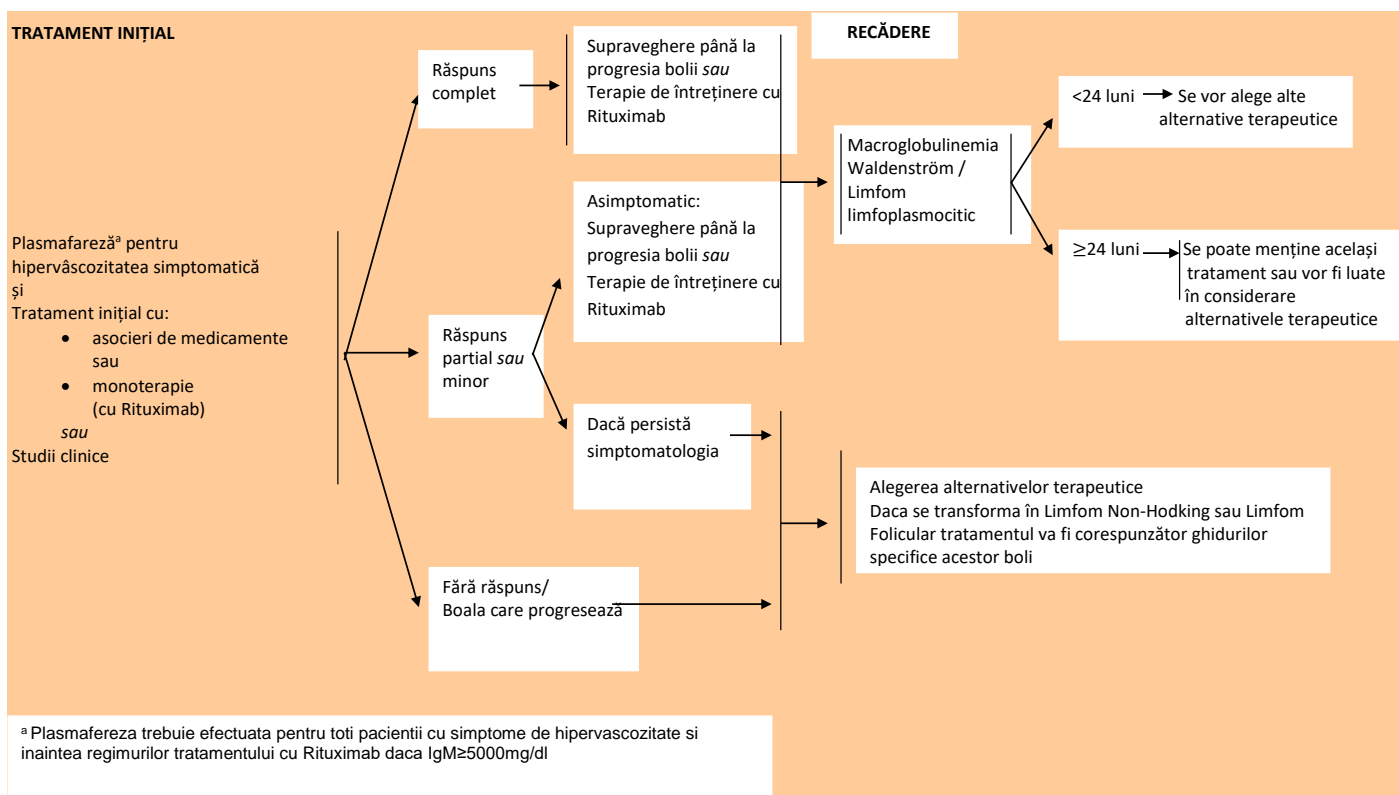 TRATAMENT INIȚIAL
Plasmafareză^a pentru
hipervâscozitatea simptomatică
și
Tratament inițial cu:
• asocieri de medicamente
sau
• monoterapie
(cu Rituximab)
sau
Studii clinice
Răspuns
complet
Supraveghere până la
progresia bolii sau
Terapie de întreținere cu
Rituximab
Răspuns
partial sau
minor
Asimptomatic:
Supraveghere până la
progresia bolii sau
Terapie de întreținere cu
Rituximab
Dacă persistă
simptomatologia
Fără răspuns/
Boala care progresează
RECĂDERE
Macroglobulinemia
Waldenström /
Limfom
limfoplasmocitic
<24 luni
Se vor alege alte
alternative terapeutice
≥24 luni
Se poate menține același
tratament sau vor fi luate
în considerare
alternativele terapeutice
Alegerea alternativelor terapeutice
Daca se transforma în Limfom Non-Hodking sau Limfom
Folicular tratamentul va fi corespunzător ghidurilor
specifice acestor boli
^a Plasmafereza trebuie efectuata pentru toti pacientii cu simptome de hipervascozitate si
inaintea regimurilor tratamentului cu Rituximab daca IgM≥5000mg/dl